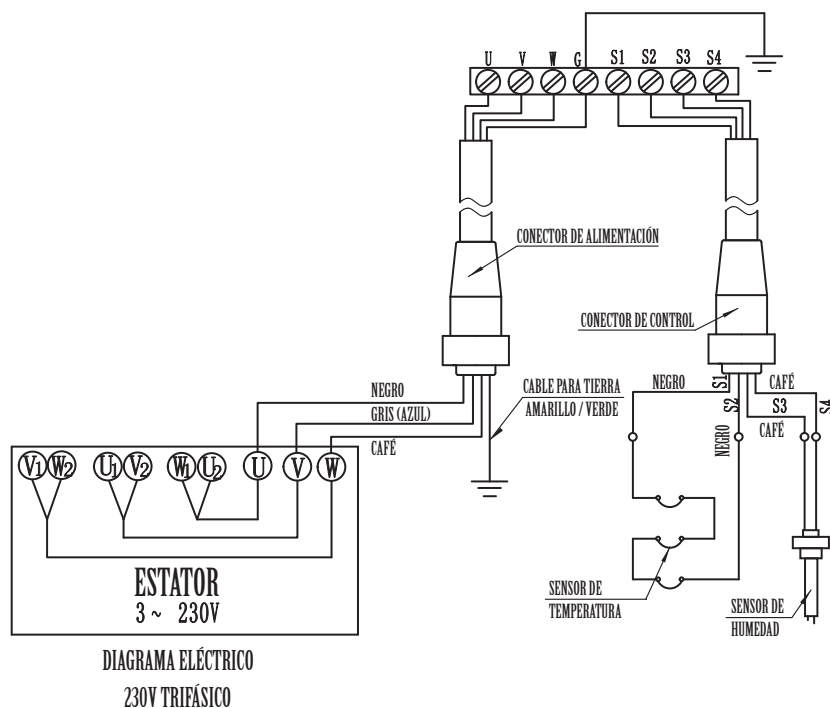 U V W G S1 S2 S3 S4
CONECTOR DE ALIMENTACIÓN
CONECTOR DE CONTROL
NEGRO
GRIS (AZUL)
CAFÉ
CABLE PARA TIERRA
AMARILLO / VERDE
NEGRO
S1
S2
NEGRO
CAFÉ
S3
CAFÉ
S4
V1 W2 U1 V2 W1 U2 U V W
ESTATOR
3 ~ 230V
SENSOR DE
TEMPERATURA
SENSOR DE
HUMEDAD
DIAGRAMA ELÉCTRICO
230V TRIFÁSICO